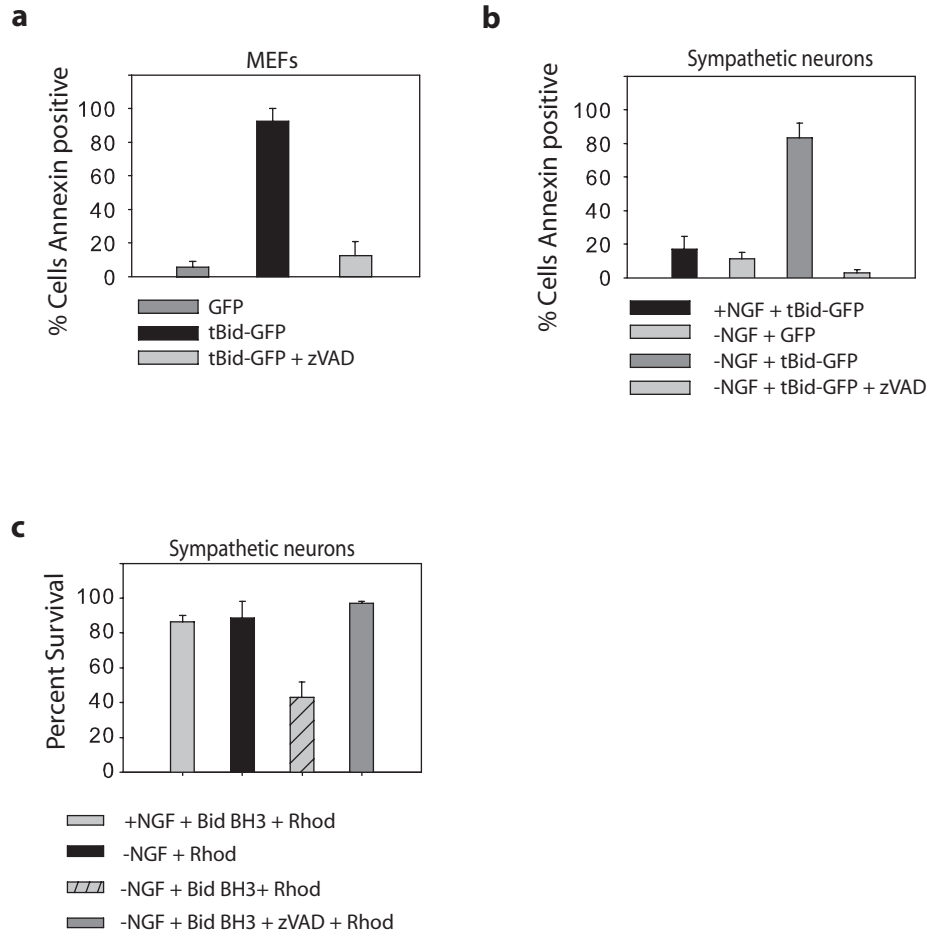 a
MEFs
% Cells Annexin positive
100
80
60
40
20
0
GFP
tBid-GFP
tBid-GFP + zVAD
b
Sympathetic neurons
% Cells Annexin positive
100
80
60
40
20
0
+NGF + tBid-GFP
-NGF + GFP
-NGF + tBid-GFP
-NGF + tBid-GFP + zVAD
c
Sympathetic neurons
Percent Survival
100
80
60
40
20
0
+NGF + Bid BH3 + Rhod
-NGF + Rhod
-NGF + Bid BH3+ Rhod
-NGF + Bid BH3 + zVAD + Rhod